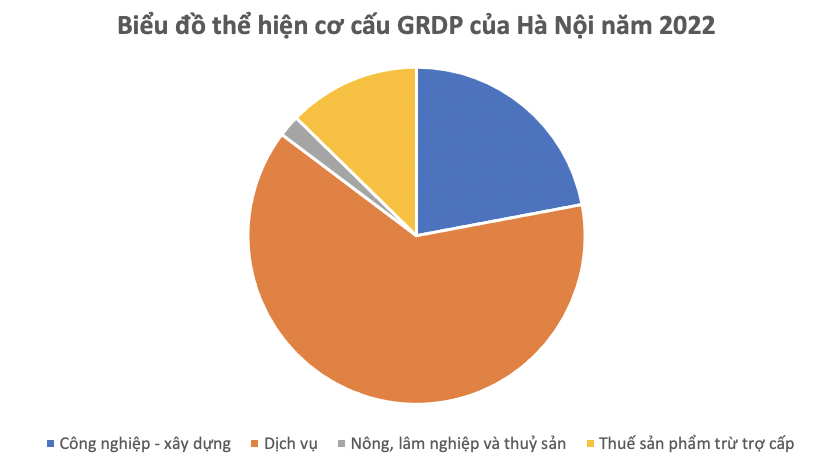 Biểu đồ thể hiện cơ cấu GRDP của Hà Nội năm 2022
Công nghiệp - xây dựng Dịch vụ Nông, lâm nghiệp và thuỷ sản Thuế sản phẩm trừ trợ cấp